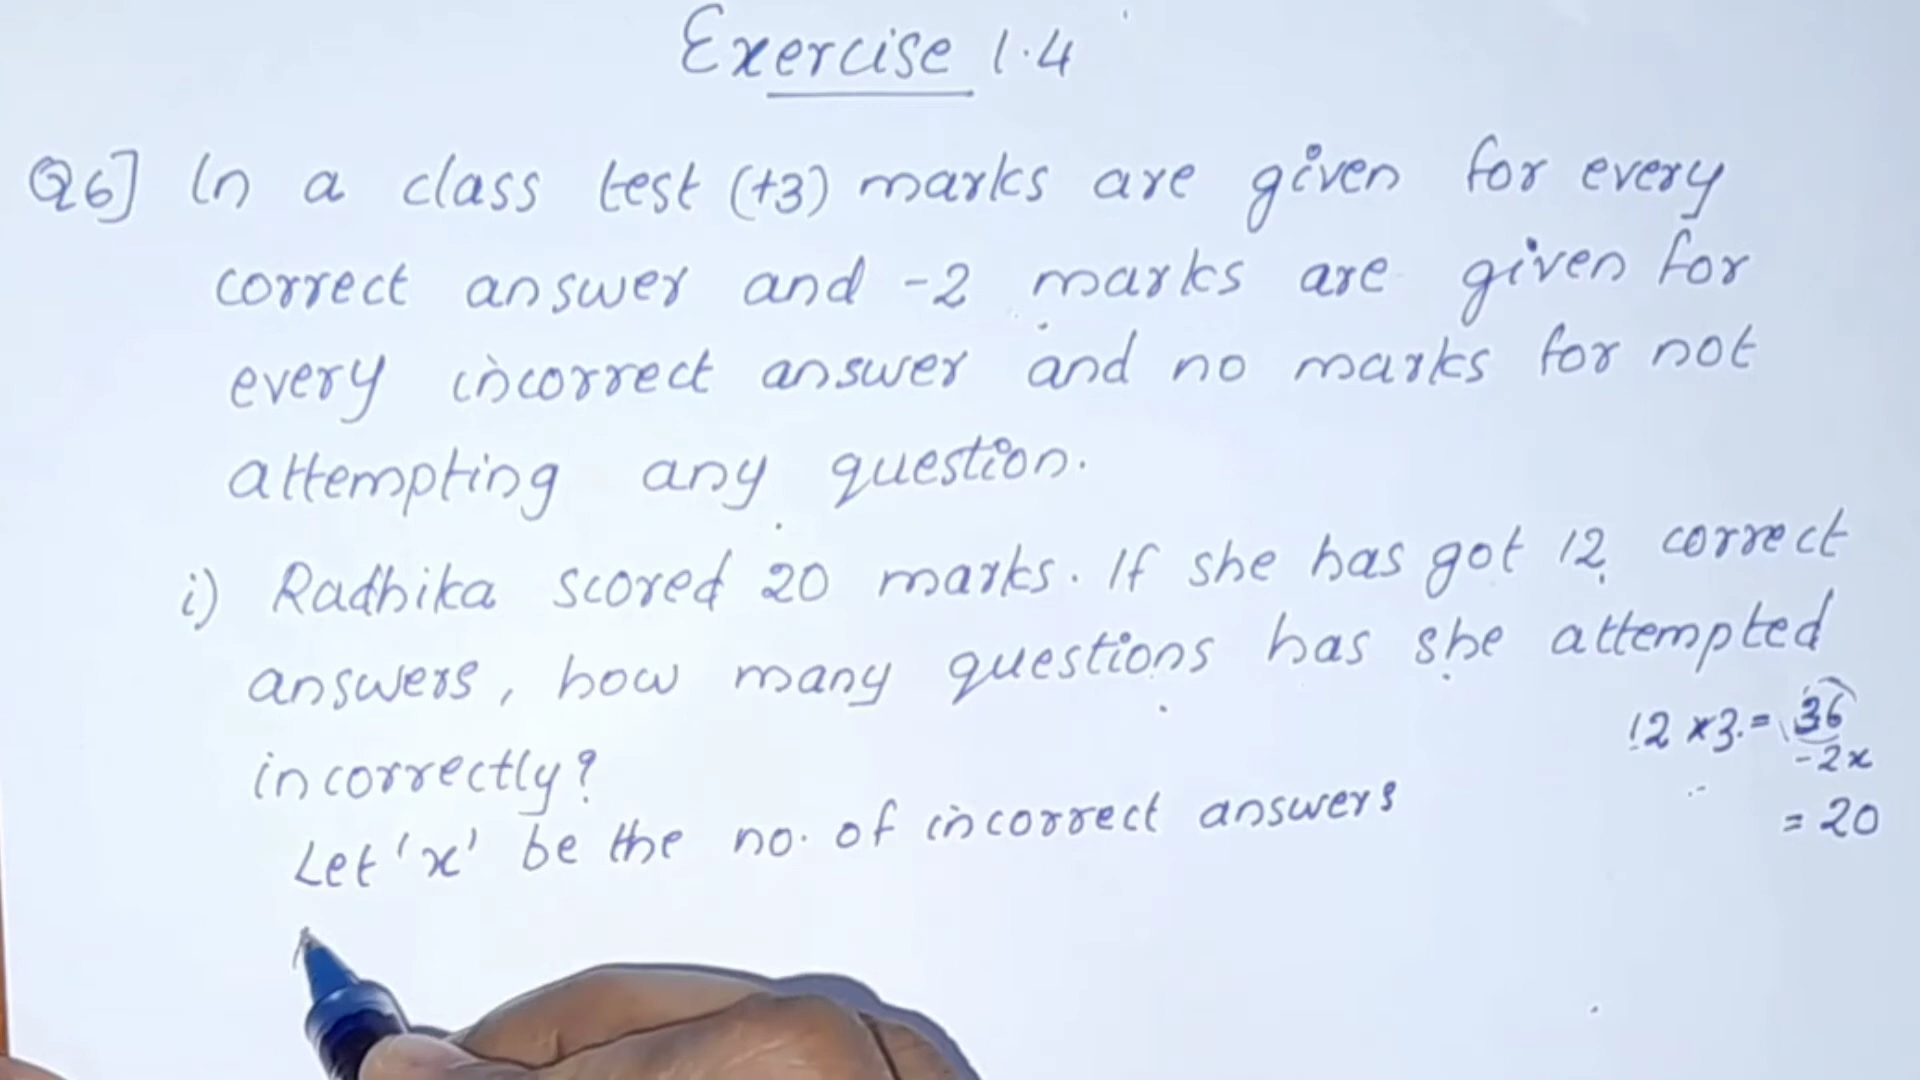 Exercise 1.4
Q6] In a class test (+3) marks are given for every
correct answer and -2 marks are given for
every incorrect answer and no marks for not
attempting any question.
i) Radhika scored 20 marks. If she has got 12 correct
answers, how many questions has she attempted
incorrectly?
12 x3 = 36
-2x
= 20
Let 'x' be the no. of incorrect answers